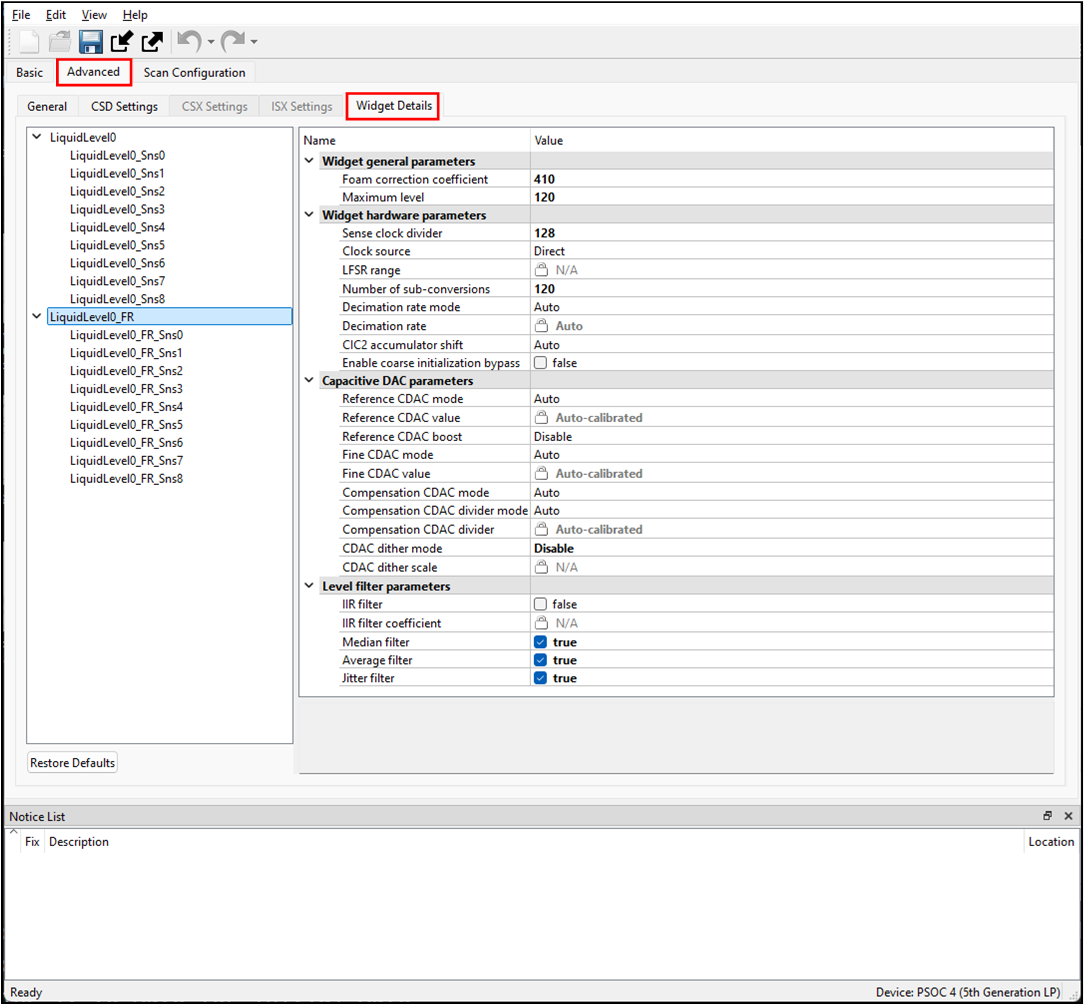 File Edit View Help
Basic Advanced Scan Configuration
General CSD Settings CSX Settings ISX Settings Widget Details
LiquidLevel0
LiquidLevel0_Sns0
LiquidLevel0_Sns1
LiquidLevel0_Sns2
LiquidLevel0_Sns3
LiquidLevel0_Sns4
LiquidLevel0_Sns5
LiquidLevel0_Sns6
LiquidLevel0_Sns7
LiquidLevel0_Sns8
LiquidLevel0_FR
LiquidLevel0_FR_Sns0
LiquidLevel0_FR_Sns1
LiquidLevel0_FR_Sns2
LiquidLevel0_FR_Sns3
LiquidLevel0_FR_Sns4
LiquidLevel0_FR_Sns5
LiquidLevel0_FR_Sns6
LiquidLevel0_FR_Sns7
LiquidLevel0_FR_Sns8
Restore Defaults
Name Value
Widget general parameters
Foam correction coefficient 410
Maximum level 120
Widget hardware parameters
Sense clock divider 128
Clock source Direct
LFSR range N/A
Number of sub-conversions 120
Decimation rate mode Auto
Decimation rate Auto
CIC2 accumulator shift Auto
Enable coarse initialization bypass false
Capacitive DAC parameters
Reference CDAC mode Auto
Reference CDAC value Auto-calibrated
Reference CDAC boost Disable
Fine CDAC mode Auto
Fine CDAC value Auto-calibrated
Compensation CDAC mode Auto
Compensation CDAC divider mode Auto
Compensation CDAC divider Auto-calibrated
CDAC dither mode Disable
CDAC dither scale N/A
Level filter parameters
IIR filter false
IIR filter coefficient N/A
Median filter true
Average filter true
Jitter filter true
Notice List
Fix Description Location
Ready Device: PSOC 4 (5th Generation LP)